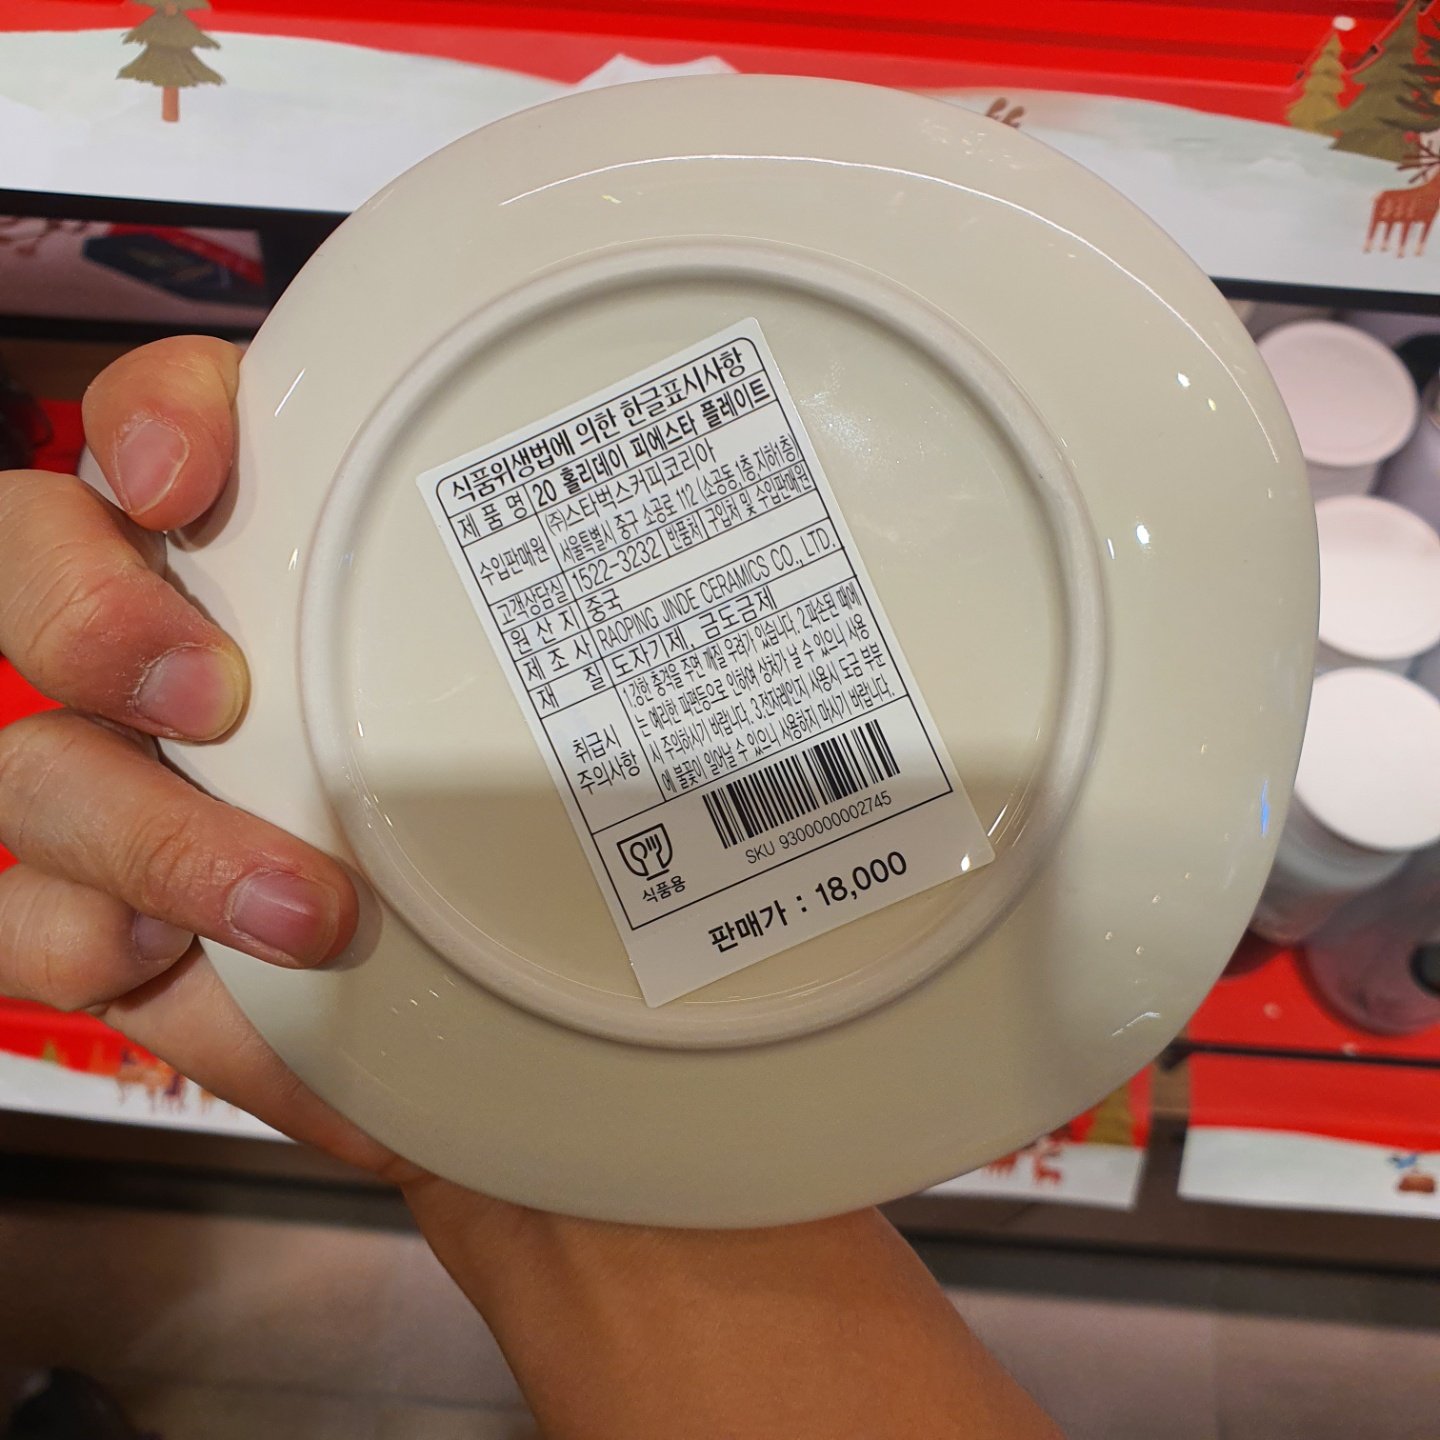 식품위생법에 의한 한글표시사항
제 품 명 20 홀리데이 피에스타 플레이트
수입판매원 (주)스타벅스커피코리아
서울특별시 중구 소공로 112 (소공동,1층 지하1층)
고객상담실 1522-3232 반품처 구입처 및 수입판매원
원 산 지 중국
제 조 사 RAOPING JINDE CERAMICS CO., LTD.
재 질 도자기제 금도금제
취급시 주의사항 1.강한 충격을 주면 깨질 우려가 있습니다. 2.파손된 때에
는 예리한 파편등으로 인하여 상처가 날 수 있으니 사용
시 주의하시기 바랍니다. 3.전자레인지 사용시 도금 부분
에 불꽃이 일어날 수 있으니 사용하지 마시기 바랍니다.
식품용
SKU 9300000002745
판매가 : 18,000